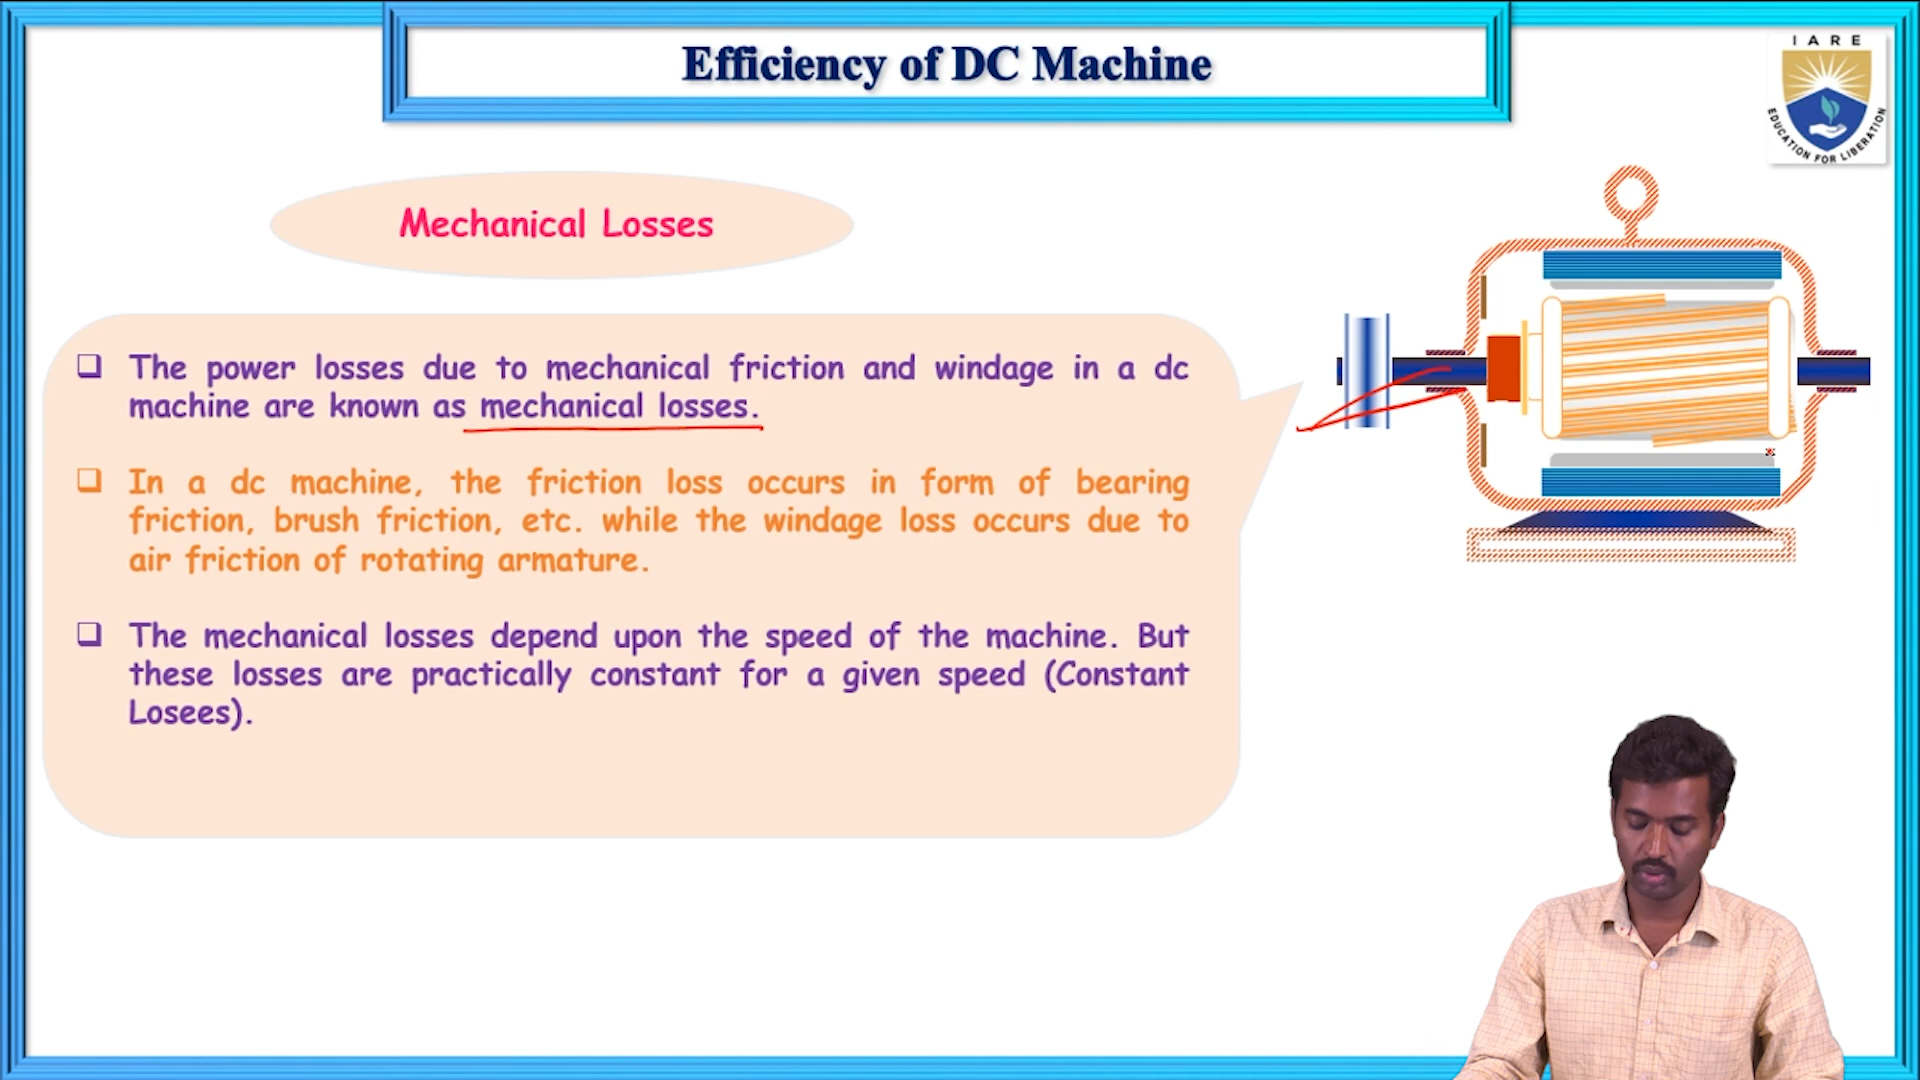 Efficiency of DC Machine
IARE
EDUCATION FOR LIBERATION
Mechanical Losses
The power losses due to mechanical friction and windage in a dc
machine are known as mechanical losses.
In a dc machine, the friction loss occurs in form of bearing
friction, brush friction, etc. while the windage loss occurs due to
air friction of rotating armature.
The mechanical losses depend upon the speed of the machine. But
these losses are practically constant for a given speed (Constant
Losees).